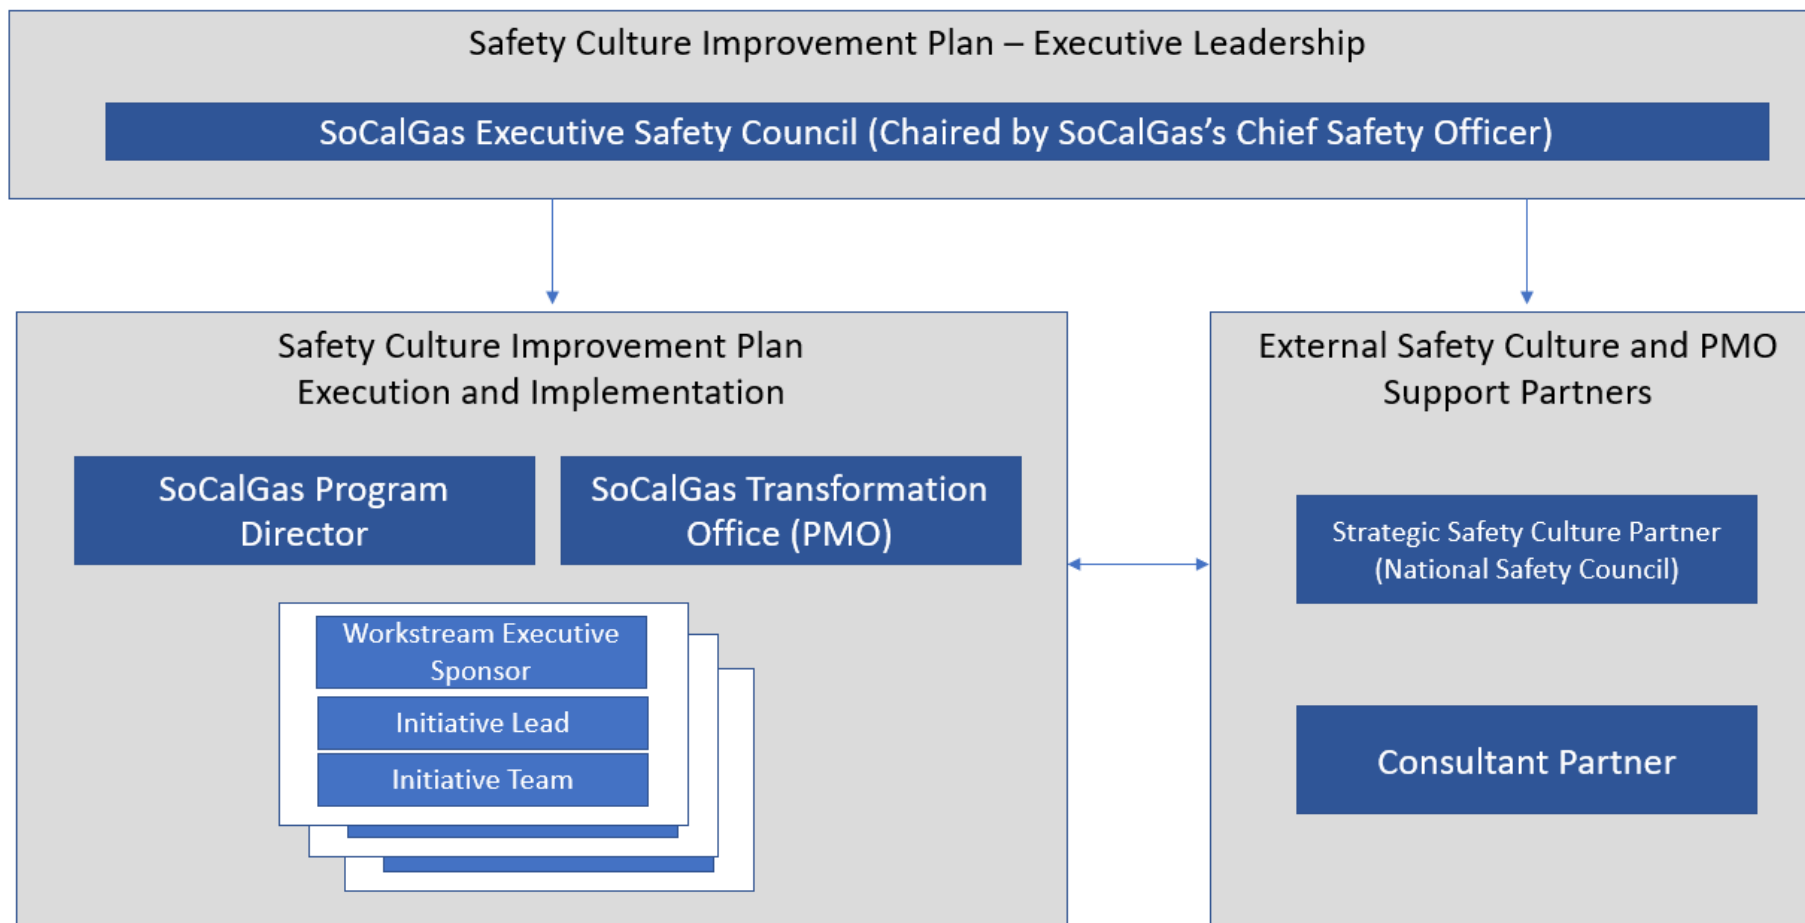 Safety Culture Improvement Plan – Executive Leadership
SoCalGas Executive Safety Council (Chaired by SoCalGas’s Chief Safety Officer)
Safety Culture Improvement Plan
Execution and Implementation
SoCalGas Program
Director
SoCalGas Transformation
Office (PMO)
Workstream Executive
Sponsor
Initiative Lead
Initiative Team
External Safety Culture and PMO
Support Partners
Strategic Safety Culture Partner
(National Safety Council)
Consultant Partner